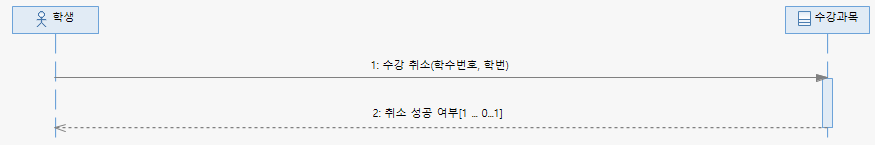 학생
수강과목
1: 수강 취소(학수번호, 학번)
2: 취소 성공 여부[1 ... 0...1]